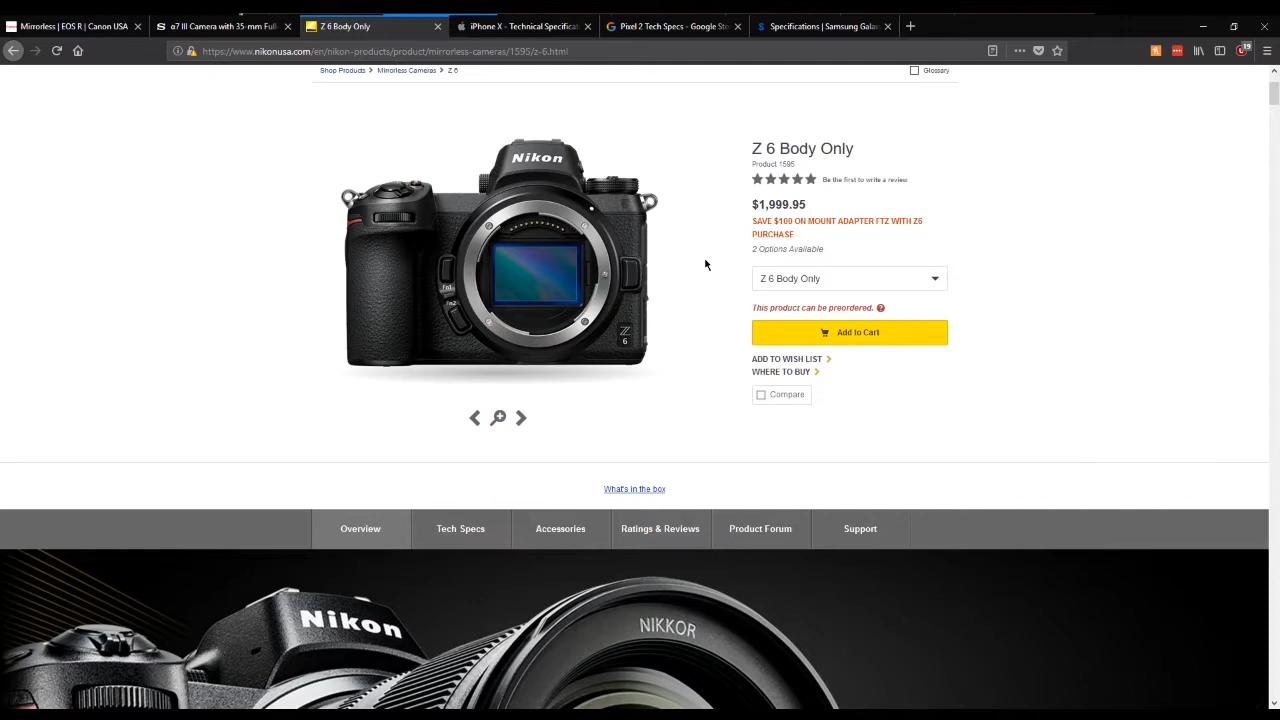 Mirrorless | EOS R | Canon USA
α7 III Camera with 35-mm Full
Z 6 Body Only
iPhone X - Technical Specificat
Pixel 2 Tech Specs - Google Sto
Specifications | Samsung Galax
https://www.nikonusa.com/en/nikon-products/product/mirrorless-cameras/1595/z-6.html
19
Shop Products Mirrorless Cameras Z 6
Glossary
Nikon
Fn1
Fn2
Z
6
Z 6 Body Only
Product 1595
Be the first to write a review
$1,999.95
SAVE $100 ON MOUNT ADAPTER FTZ WITH Z6
PURCHASE
2 Options Available
Z 6 Body Only
This product can be preordered. ?
Add to Cart
ADD TO WISH LIST
WHERE TO BUY
Compare
What's in the box
Overview
Tech Specs
Accessories
Ratings & Reviews
Product Forum
Support
Nikon
NIKKOR